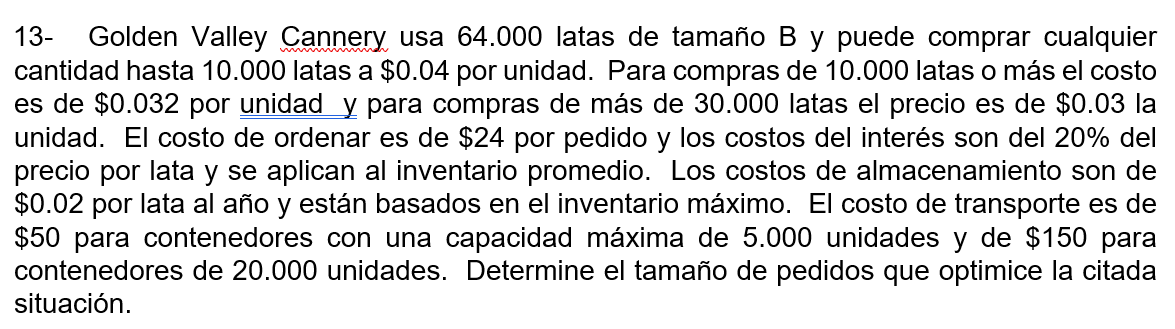 13- Golden Valley Cannery usa 64.000 latas de tamaño B y puede comprar cualquier
cantidad hasta 10.000 latas a $0.04 por unidad. Para compras de 10.000 latas o más el costo
es de $0.032 por unidad y para compras de más de 30.000 latas el precio es de $0.03 la
unidad. El costo de ordenar es de $24 por pedido y los costos del interés son del 20% del
precio por lata y se aplican al inventario promedio. Los costos de almacenamiento son de
$0.02 por lata al año y están basados en el inventario máximo. El costo de transporte es de
$50 para contenedores con una capacidad máxima de 5.000 unidades y de $150 para
contenedores de 20.000 unidades. Determine el tamaño de pedidos que optimice la citada
situación.